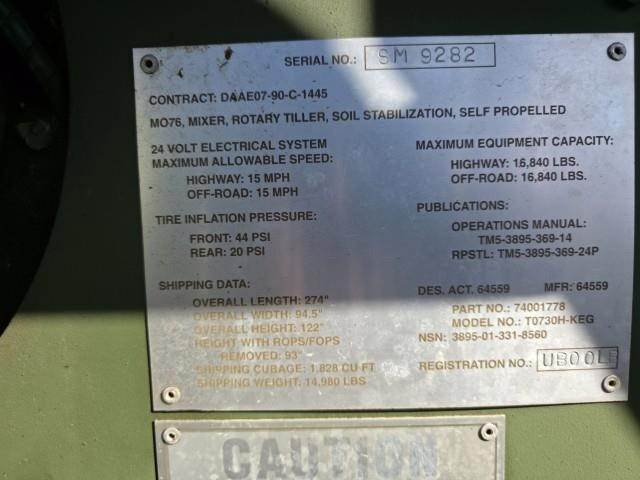 SERIAL NO.: SM 9282
CONTRACT: DAAE07-90-C-1445
MO76, MIXER, ROTARY TILLER, SOIL STABILIZATION, SELF PROPELLED
24 VOLT ELECTRICAL SYSTEM
MAXIMUM ALLOWABLE SPEED:
HIGHWAY: 15 MPH
OFF-ROAD: 15 MPH
TIRE INFLATION PRESSURE:
FRONT: 44 PSI
REAR: 20 PSI
SHIPPING DATA:
OVERALL LENGTH: 274"
OVERALL WIDTH: 94.5"
OVERALL HEIGHT: 122"
HEIGHT WITH ROPS/FOPS
REMOVED: 93"
SHIPPING CUBAGE: 1,828 CU FT
SHIPPING WEIGHT: 14,980 LBS
MAXIMUM EQUIPMENT CAPACITY:
HIGHWAY: 16,840 LBS.
OFF-ROAD: 16,840 LBS.
PUBLICATIONS:
OPERATIONS MANUAL:
TM5-3895-369-14
RPSTL: TM5-3895-369-24P
DES. ACT. 64559 MFR: 64559
PART NO.: 74001778
MODEL NO.: T0730H-KEG
NSN: 3895-01-331-8560
REGISTRATION NO.:
CAUTION